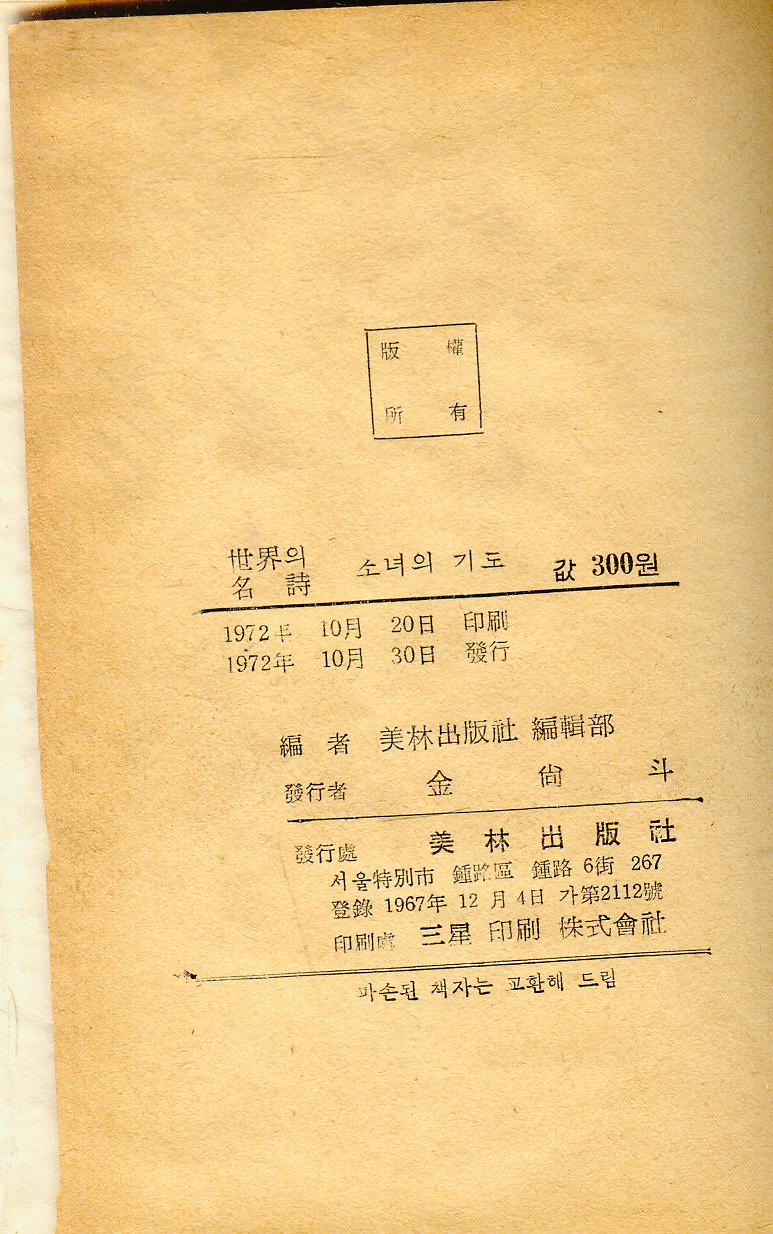 版 權
所 有
世界의
名 詩
소녀의 기도 값 300원
1972年 10月 20日 印刷
1972年 10月 30日 發行
編 者 美林出版社 編輯部
發行者 金 尙 斗
發行處 美 林 出 版 社
서울特別市 鍾路區 鍾路 6街 267
登錄 1967年 12 月 4日 가第2112號
印刷處 三星 印刷 株式會社
파손된 책자는 교환해 드림